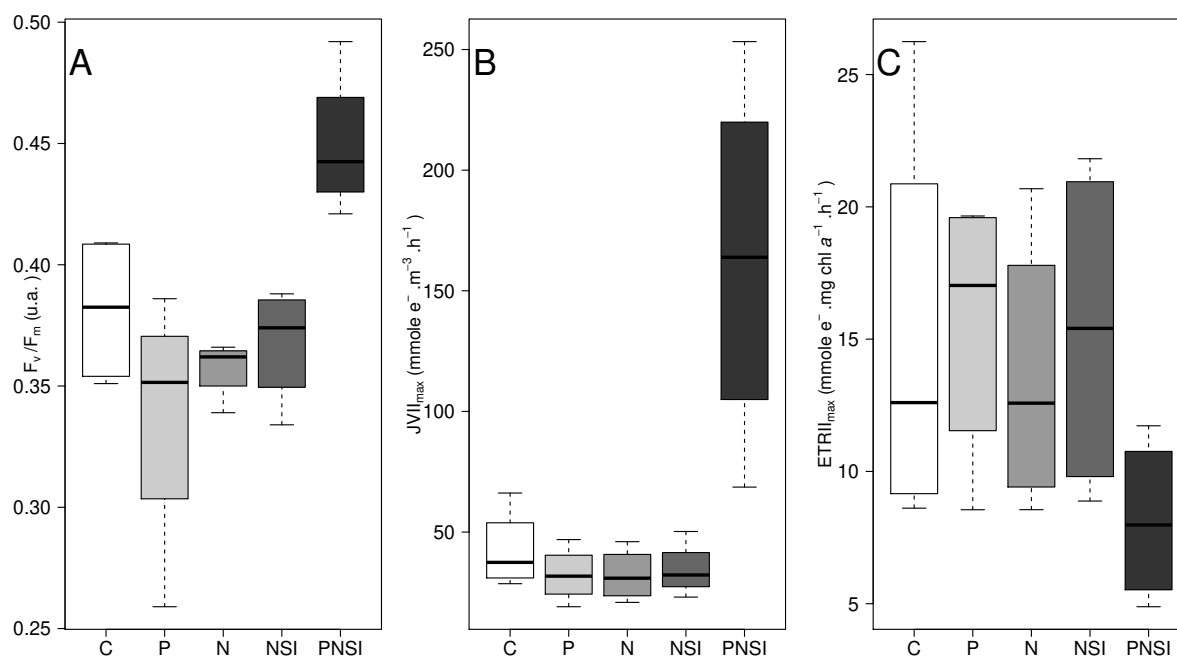 A
0.50
0.45
0.40
0.35
0.30
0.25
Fv/Fm (u.a.)
C P N NSI PNSI
B
250
200
150
100
50
JVIImax (mmole e− .m−3 .h−1 )
C P N NSI PNSI
C
25
20
15
10
5
ETRIImax (mmole e− .mg chl a−1 .h−1 )
C P N NSI PNSI